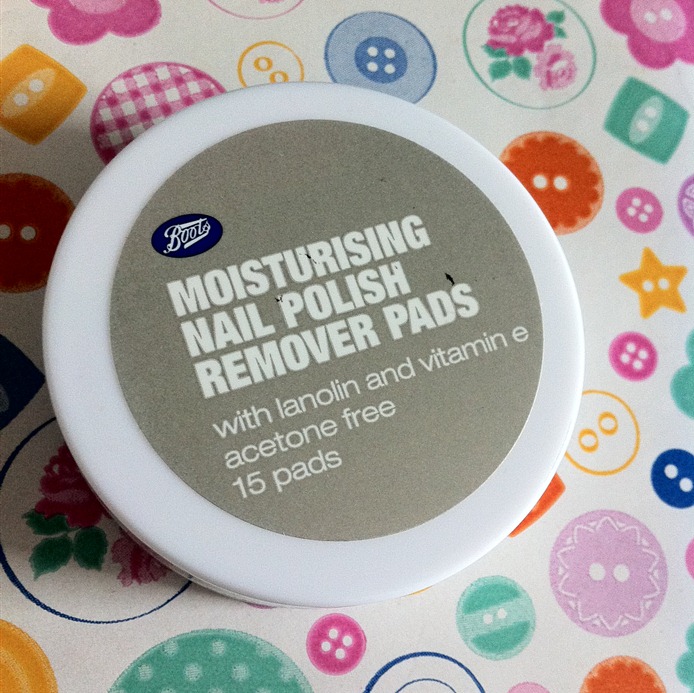 Boots
MOISTURISING
NAIL POLISH
REMOVER PADS
with lanolin and vitamin e
acetone free
15 pads